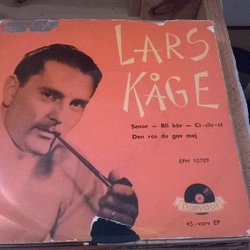 LARS
KÅGE
Senor — Bli kär — Ci-ciu-ci
Den ros du gav mej
EPH 10709
Polydor
45-varv EP